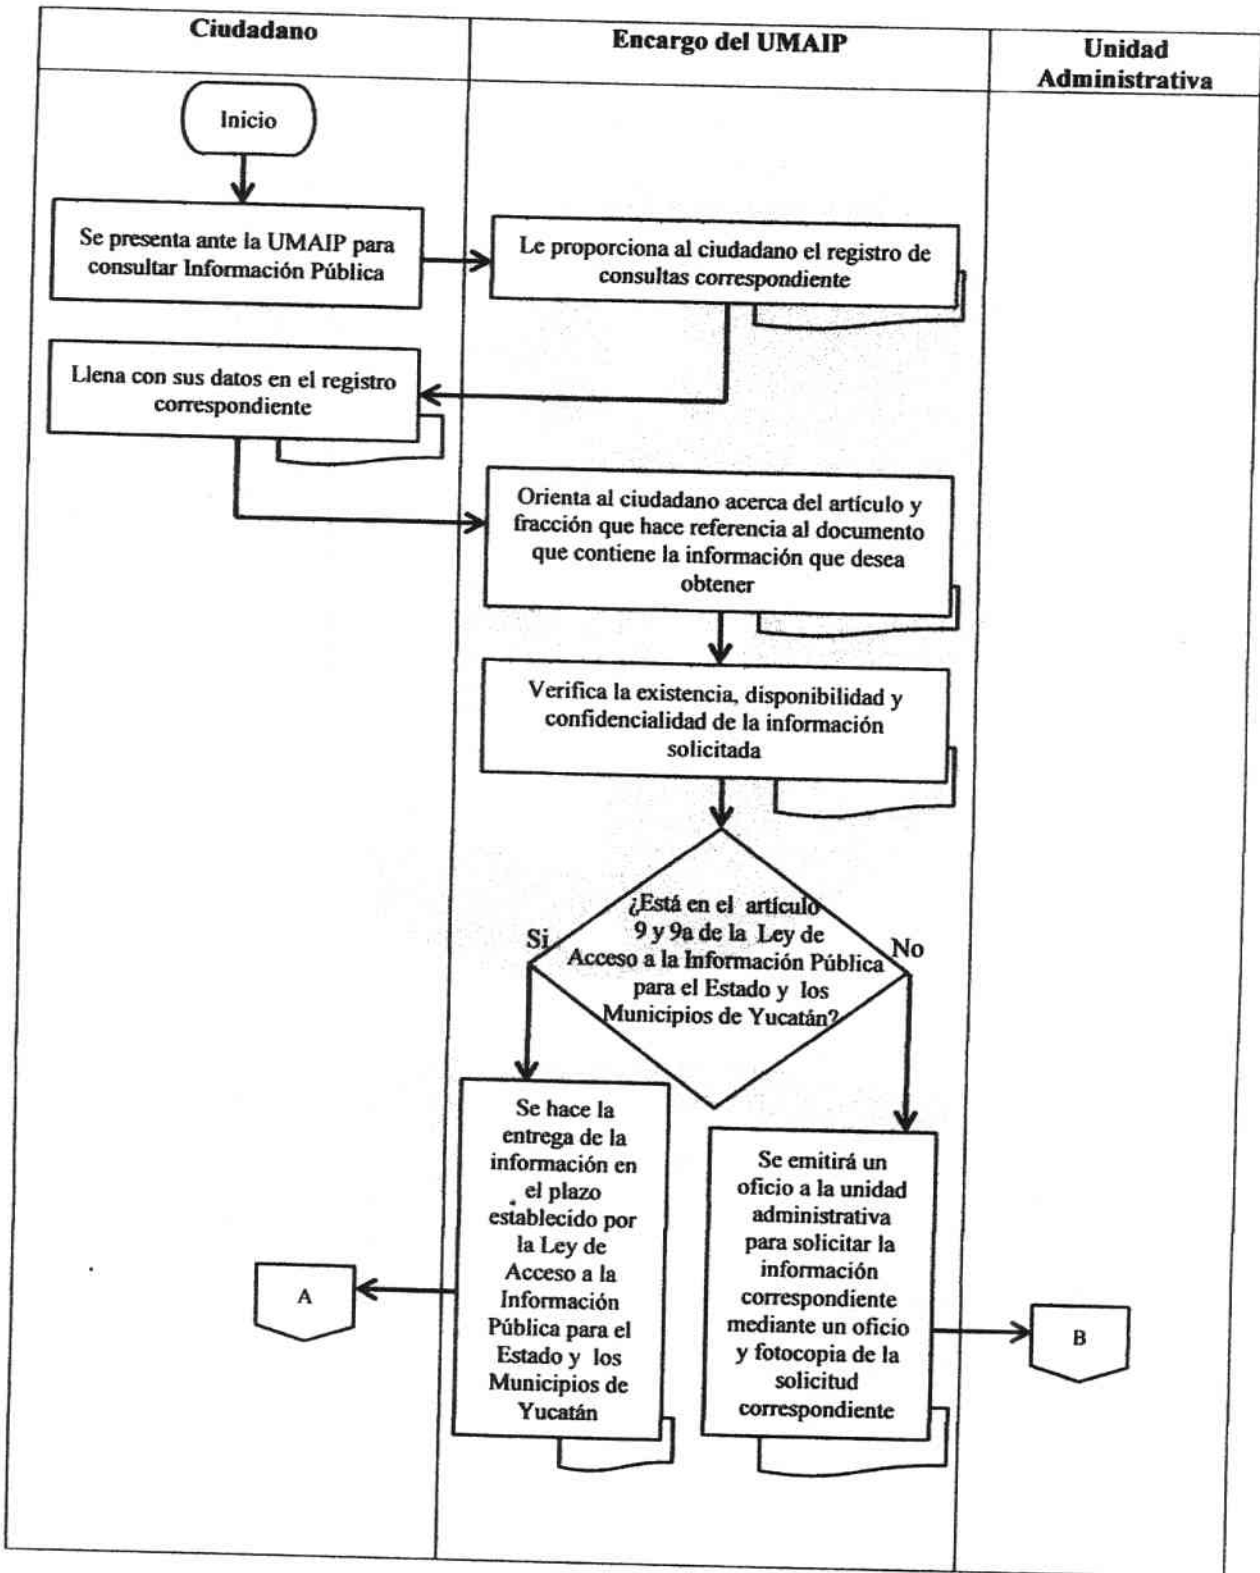 Ciudadano
Encargo del UMAIP
Unidad
Administrativa
Inicio
Se presenta ante la UMAIP para
consultar Información Pública
Le proporciona al ciudadano el registro de
consultas correspondiente
Llena con sus datos en el registro
correspondiente
Orienta al ciudadano acerca del artículo y
fracción que hace referencia al documento
que contiene la información que desea
obtener
Verifica la existencia, disponibilidad y
confidencialidad de la información
solicitada
¿Está en el artículo
9 y 9a de la Ley de
Acceso a la Información Pública
para el Estado y los
Municipios de Yucatán?
Si
No
Se hace la
entrega de la
información en
el plazo
establecido por
la Ley de
Acceso a la
Información
Pública para el
Estado y los
Municipios de
Yucatán
Se emitirá un
oficio a la unidad
administrativa
para solicitar la
información
correspondiente
mediante un oficio
y fotocopia de la
solicitud
correspondiente
A
B